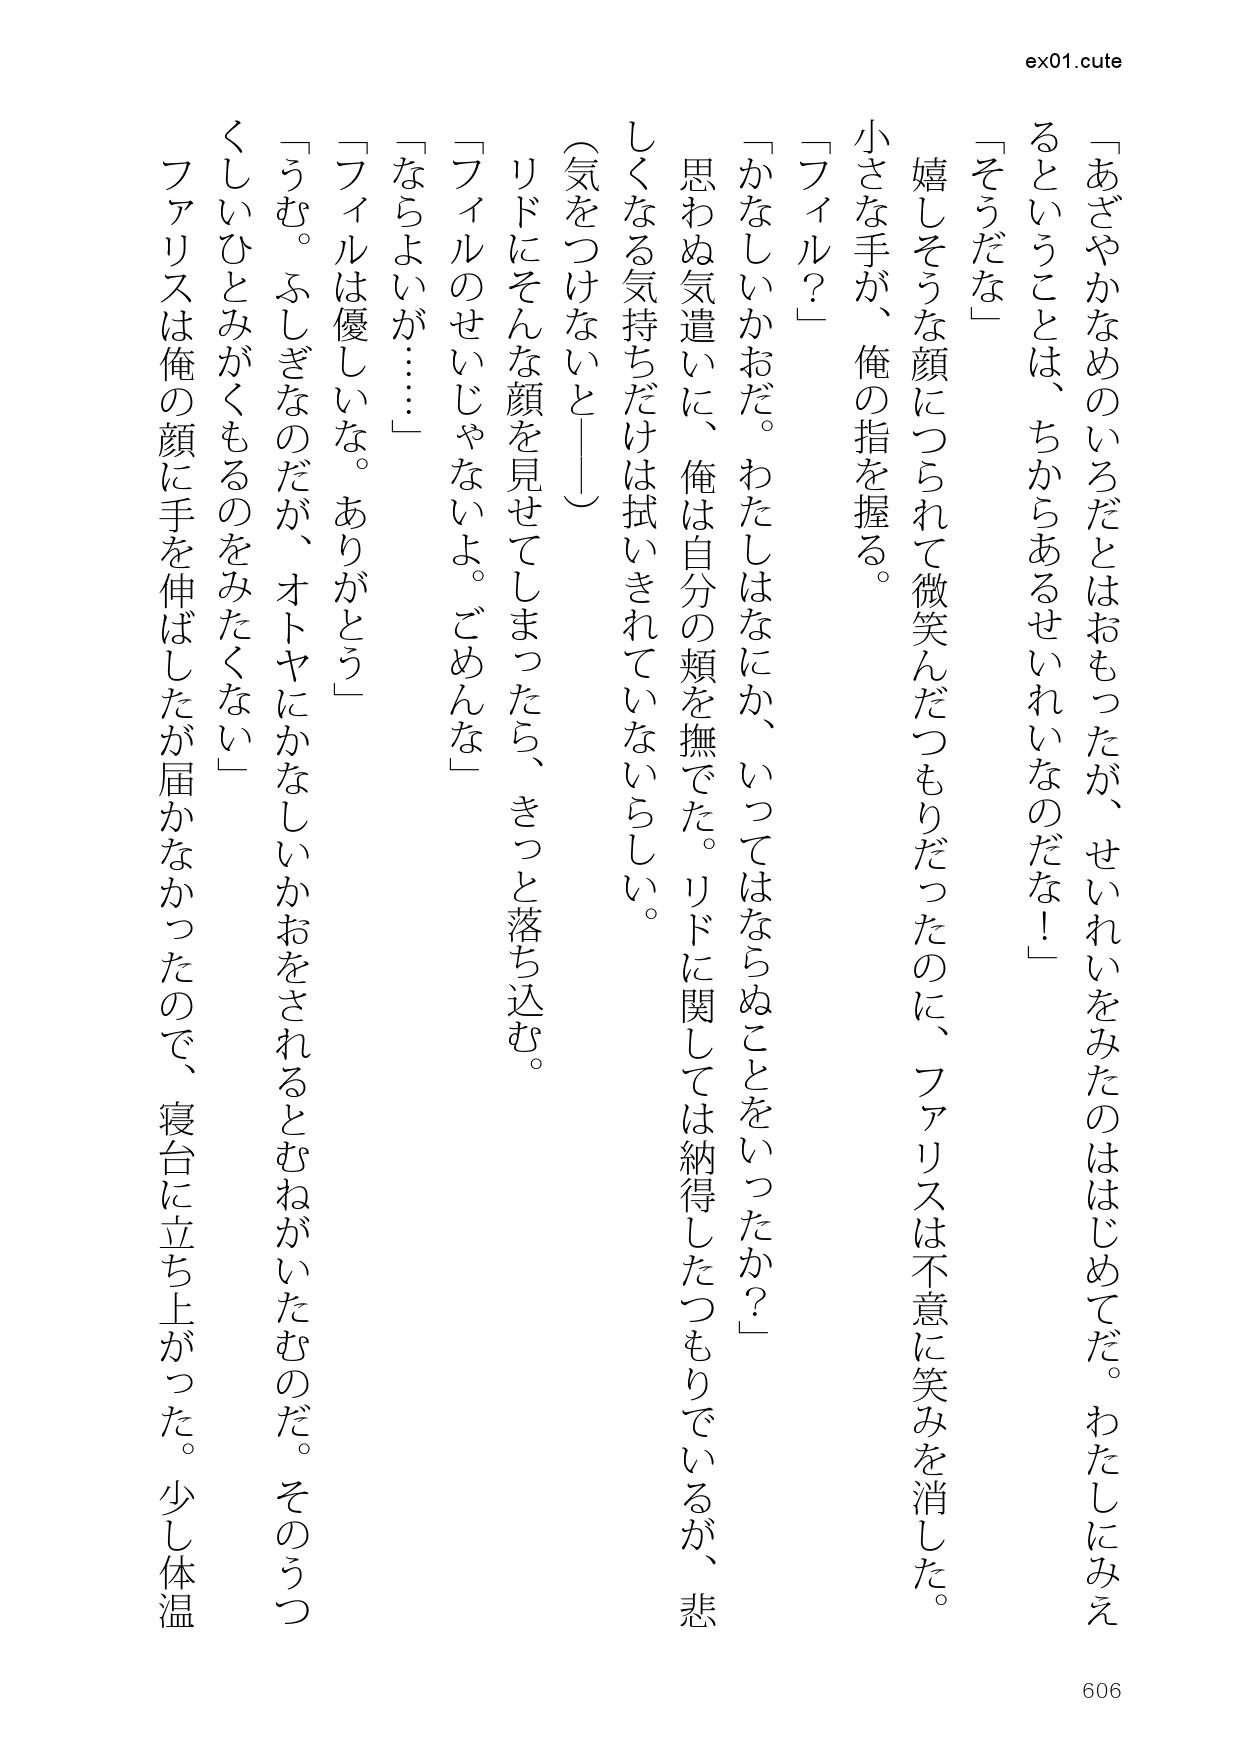 ex01.cute
「あざやかなめのいろだとはおもったが、せいれいをみたのははじめてだ。わたしにみえ
るということは、ちからあるせいれいなのだな！」
「そうだな」
　嬉しそうな顔につられて微笑んだつもりだったのに、ファリスは不意に笑みを消した。
小さな手が、俺の指を握る。
「フィル？」
「かなしいかおだ。わたしはなにか、いってはならぬことをいったか？」
　思わぬ気遣いに、俺は自分の頬を撫でた。リドに関しては納得したつもりでいるが、悲
しくなる気持ちだけは拭いきれていないらしい。
（気をつけないと――）
　リドにそんな顔を見せてしまったら、きっと落ち込む。
「フィルのせいじゃないよ。ごめんな」
「ならよいが……」
「フィルは優しいな。ありがとう」
「うむ。ふしぎなのだが、オトヤにかなしいかおをされるとむねがいたむのだ。そのうつ
くしいひとみがくもるのをみたくない」
　ファリスは俺の顔に手を伸ばしたが届かなかったので、寝台に立ち上がった。少し体温
606